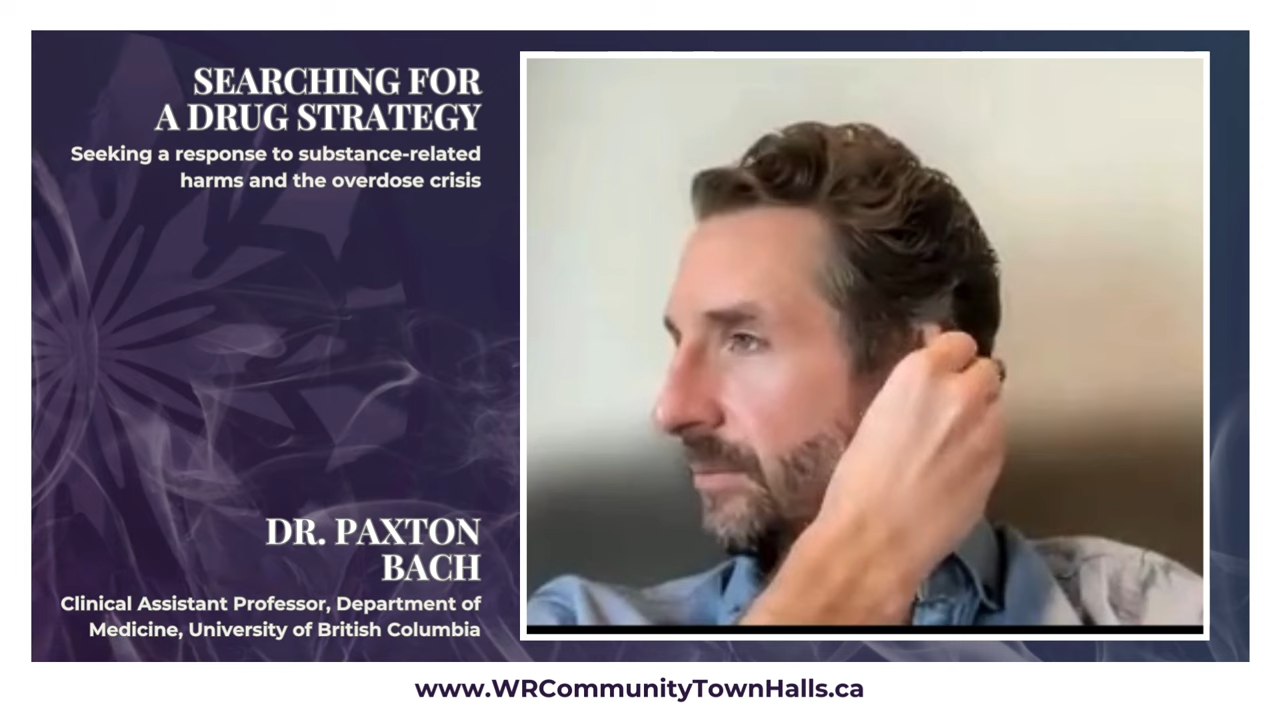 SEARCHING FOR
A DRUG STRATEGY
Seeking a response to substance-related
harms and the overdose crisis
DR. PAXTON
BACH
Clinical Assistant Professor, Department of
Medicine, University of British Columbia
www.WRCommunityTownHalls.ca